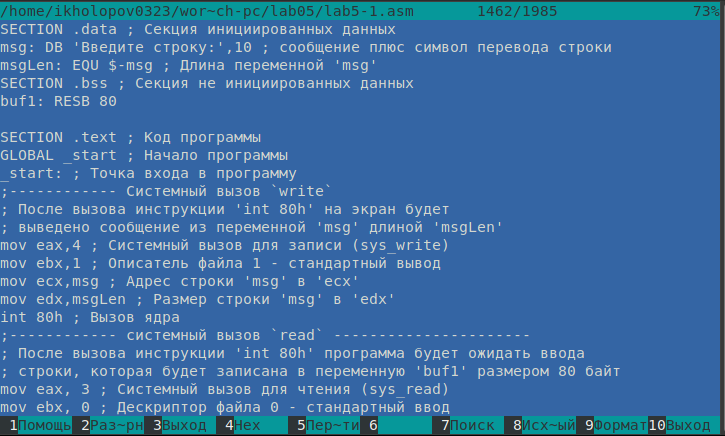 /home/ikholopov0323/wor~ch-pc/lab05/lab5-1.asm 1462/1985 73%
SECTION .data ; Секция инициированных данных
msg: DB 'Введите строку:',10 ; сообщение плюс символ перевода строки
msgLen: EQU $-msg ; Длина переменной 'msg'
SECTION .bss ; Секция не инициированных данных
buf1: RESB 80
SECTION .text ; Код программы
GLOBAL _start ; Начало программы
_start: ; Точка входа в программу
;------------ Системный вызов `write`
; После вызова инструкции 'int 80h' на экран будет
; выведено сообщение из переменной 'msg' длиной 'msgLen'
mov eax,4 ; Системный вызов для записи (sys_write)
mov ebx,1 ; Описатель файла 1 - стандартный вывод
mov ecx,msg ; Адрес строки 'msg' в 'ecx'
mov edx,msgLen ; Размер строки 'msg' в 'edx'
int 80h ; Вызов ядра
;------------ системный вызов `read` ----------------------
; После вызова инструкции 'int 80h' программа будет ожидать ввода
; строки, которая будет записана в переменную 'buf1' размером 80 байт
mov eax, 3 ; Системный вызов для чтения (sys_read)
mov ebx, 0 ; Дескриптор файла 0 - стандартный ввод
1Помощь 2Раз~рн 3Выход 4Hex 5Пер~ти 6 7Поиск 8Исх~ый 9Формат 10Выход